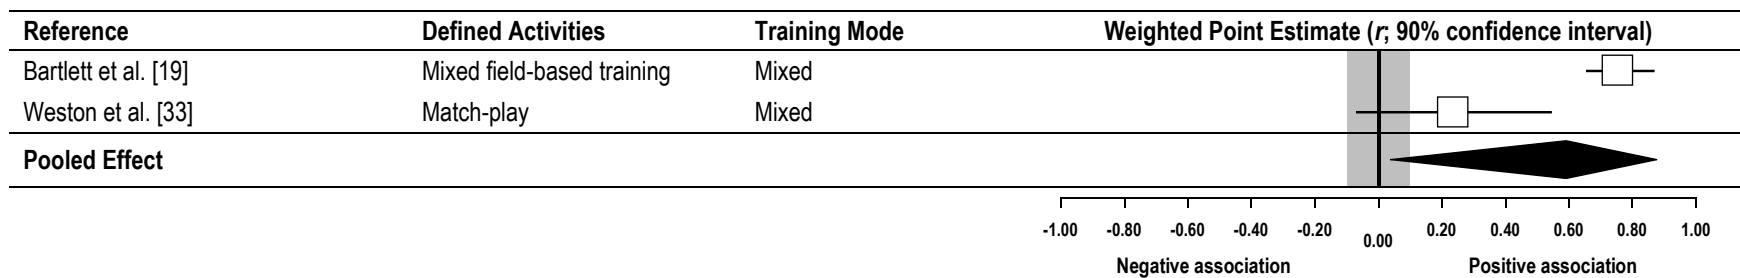 Reference Defined Activities Training Mode Weighted Point Estimate (r; 90% confidence interval)
Bartlett et al. [19] Mixed field-based training Mixed
Weston et al. [33] Match-play Mixed
Pooled Effect
-1.00 -0.80 -0.60 -0.40 -0.20 0.00 0.20 0.40 0.60 0.80 1.00
Negative association Positive association